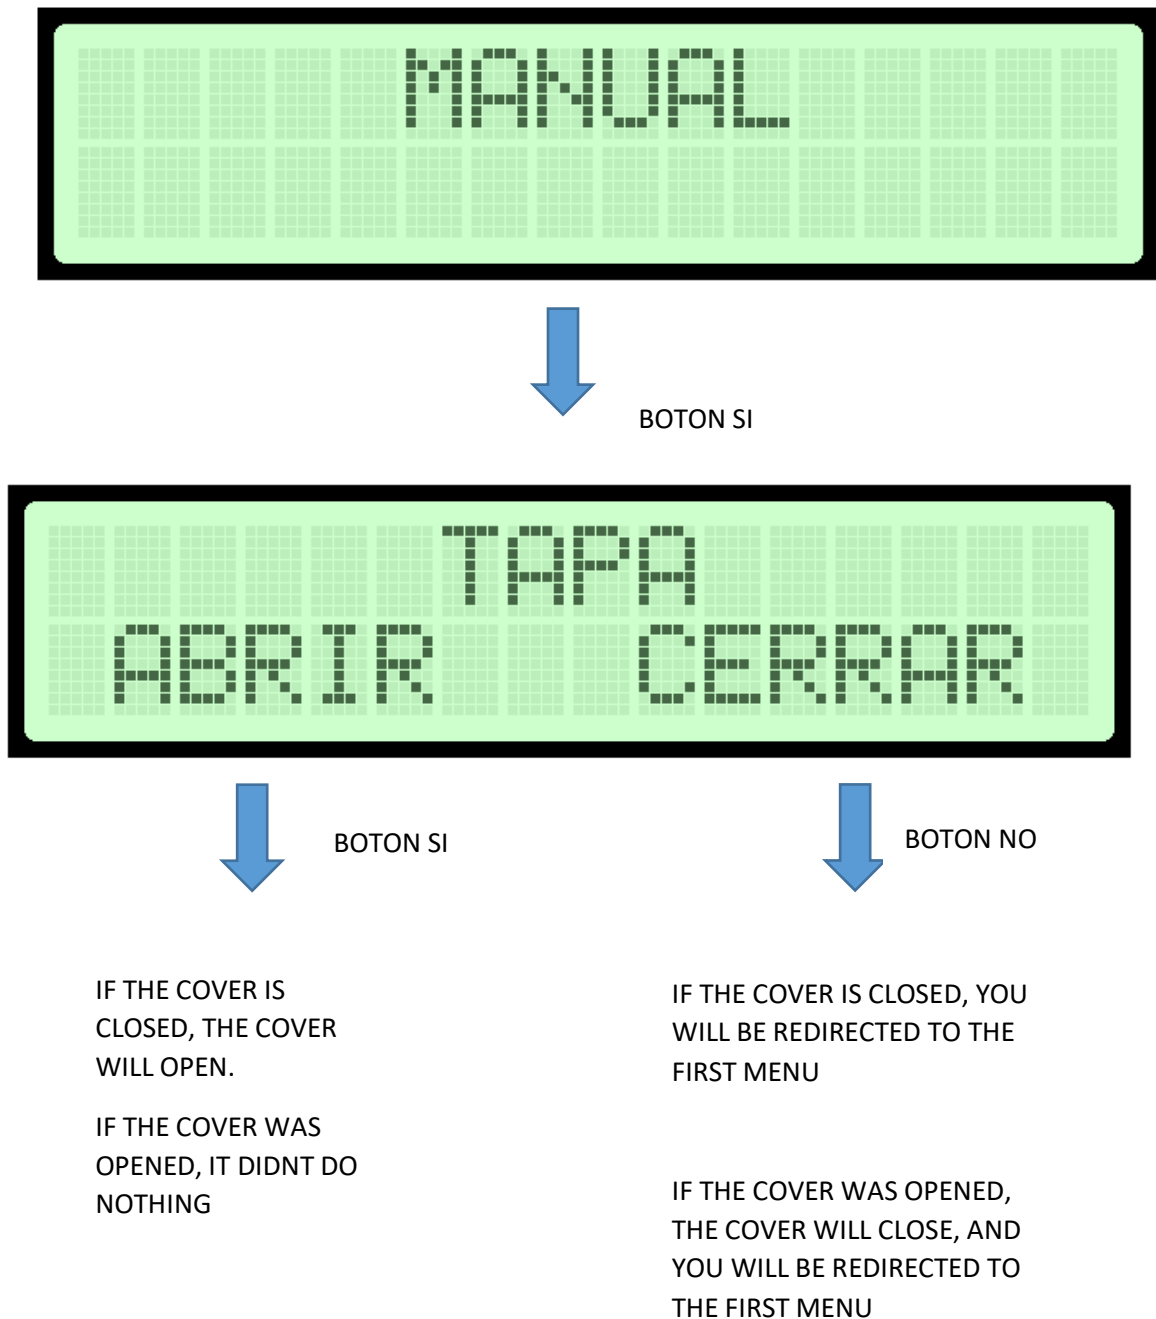 MANUAL
BOTON SI
TAPA
ABRIR CERRAR
BOTON SI
BOTON NO
IF THE COVER IS
CLOSED, THE COVER
WILL OPEN.
IF THE COVER WAS
OPENED, IT DIDNT DO
NOTHING
IF THE COVER IS CLOSED, YOU
WILL BE REDIRECTED TO THE
FIRST MENU
IF THE COVER WAS OPENED,
THE COVER WILL CLOSE, AND
YOU WILL BE REDIRECTED TO
THE FIRST MENU